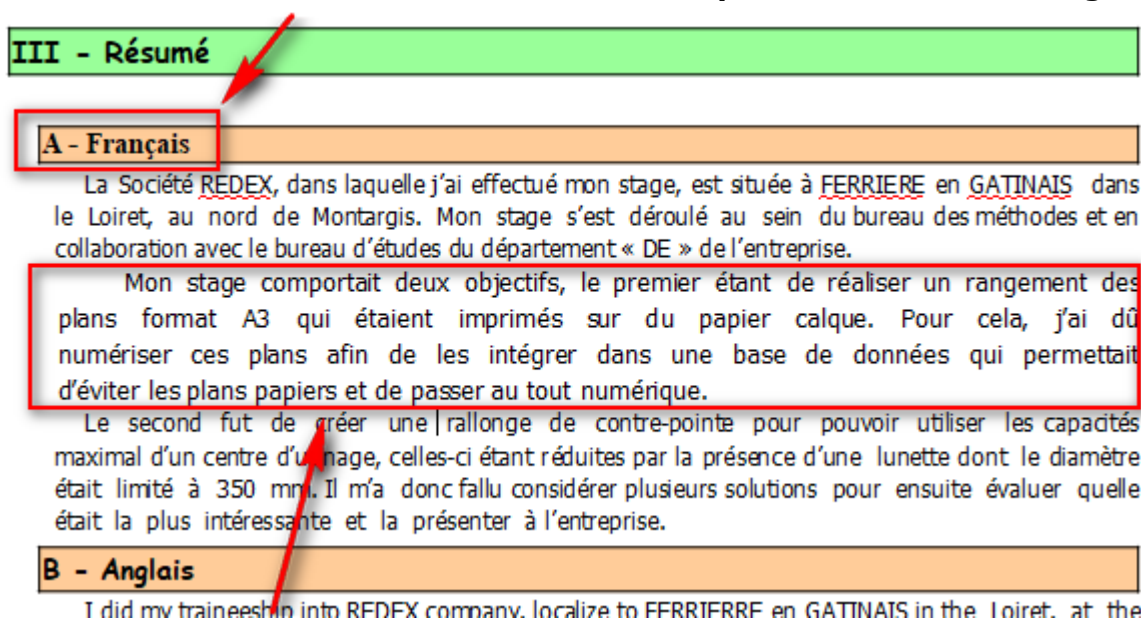 III - Résumé
A - Français
La Société REDEX, dans laquelle j'ai effectué mon stage, est située à FERRIERE en GATINAIS dans
le Loiret, au nord de Montargis. Mon stage s'est déroulé au sein du bureau des méthodes et en
collaboration avec le bureau d'études du département « DE » de l'entreprise.
Mon stage comportait deux objectifs, le premier étant de réaliser un rangement des
plans format A3 qui étaient imprimés sur du papier calque. Pour cela, j'ai dû
numériser ces plans afin de les intégrer dans une base de données qui permettait
d'éviter les plans papiers et de passer au tout numérique.
Le second fut de créer une rallonge de contre-pointe pour pouvoir utiliser les capacités
maximal d'un centre d'usinage, celles-ci étant réduites par la présence d'une lunette dont le diamètre
était limité à 350 mm. Il m'a donc fallu considérer plusieurs solutions pour ensuite évaluer quelle
était la plus intéressante et la présenter à l'entreprise.
B - Anglais
I did my traineeship into REDEX company, localize to FERRIERRE en GATINAIS in the Loiret, at the